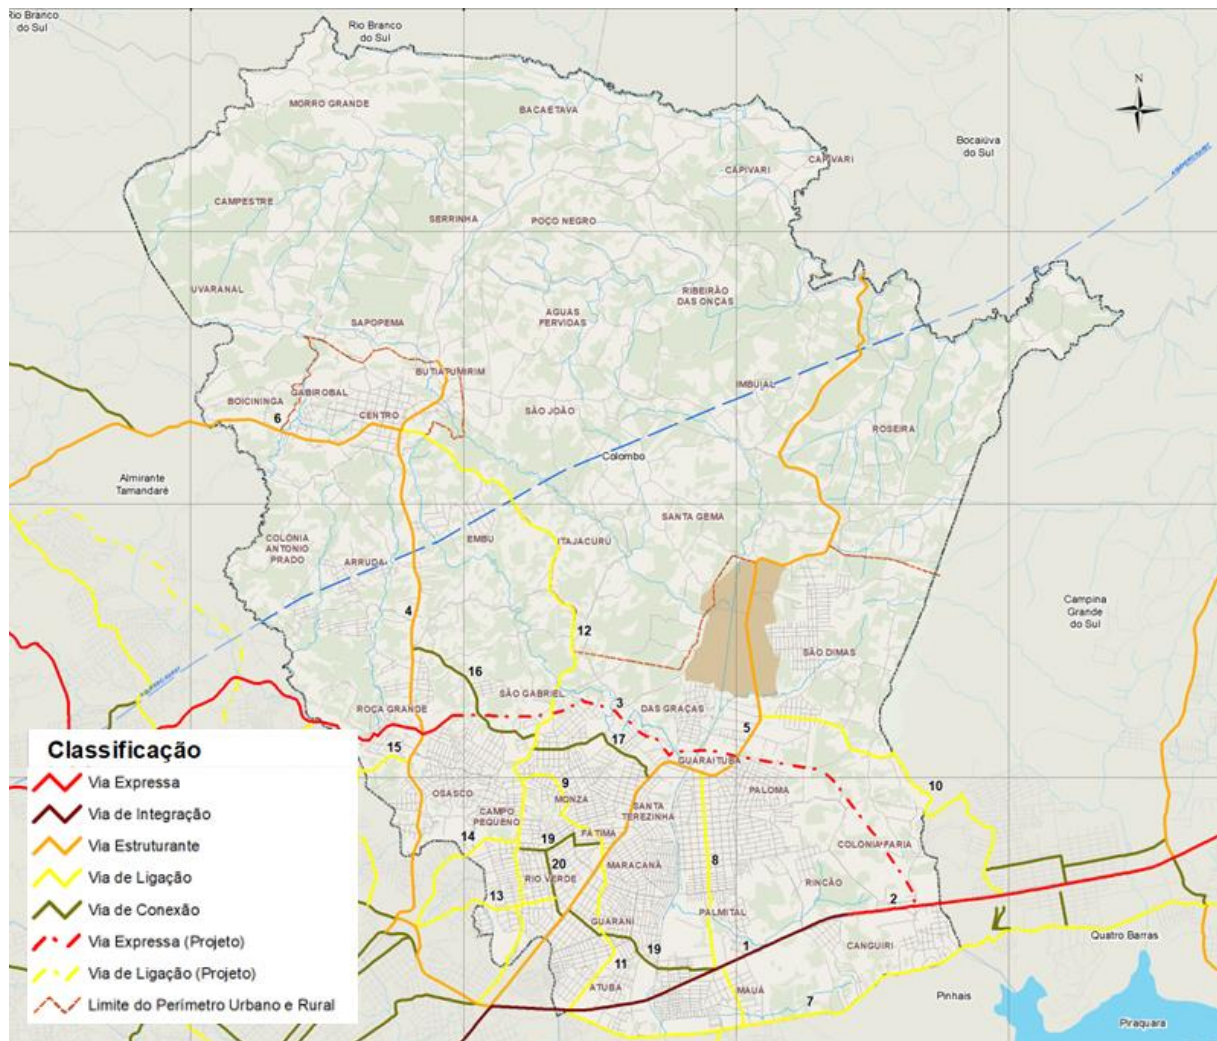 Rio Branco
do Sul
Rio Branco
do Sul
N
MORRO GRANDE
BACAETAVA
Bocaiúva
do Sul
CAPIVARI
CAPIVARI
CAMPESTRE
SERRINHA
POÇO NEGRO
UVARANAL
RIBEIRÃO
DAS ONÇAS
AGUAS
FERVIDAS
SAPOPEMA
BUTIATUMIRIM
IMBUIAL
GABIROBAL
BOICININGA
6
CENTRO
SÃO JOÃO
ROSEIRA
Colombo
Almirante
Tamandaré
SANTA GEMA
COLÔNIA
ANTONIO
PRADO
EMBU
ITAJACURU
ARRUDA
Campina
Grande
do Sul
4
12
SÃO DIMAS
16
SÃO GABRIEL
3
ROÇA GRANDE
DAS GRAÇAS
5
17
15
GUARAITUBA
9
10
OSASCO
MONZA
PALOMA
CAMPO
PEQUENO
SANTA
TEREZINHA
14
19
FÁTIMA
COLONIA FARIA
20
MARACANÃ
8
RIO VERDE
RINCÃO
13
2
GUARANI
PALMITAL
19
1
CANGUIRI
Quatro Barras
11
ATUBA
MAUÁ
7
Pinhais
Piraquara
Classificação
Via Expressa
Via de Integração
Via Estruturante
Via de Ligação
Via de Conexão
Via Expressa (Projeto)
Via de Ligação (Projeto)
Limite do Perímetro Urbano e Rural